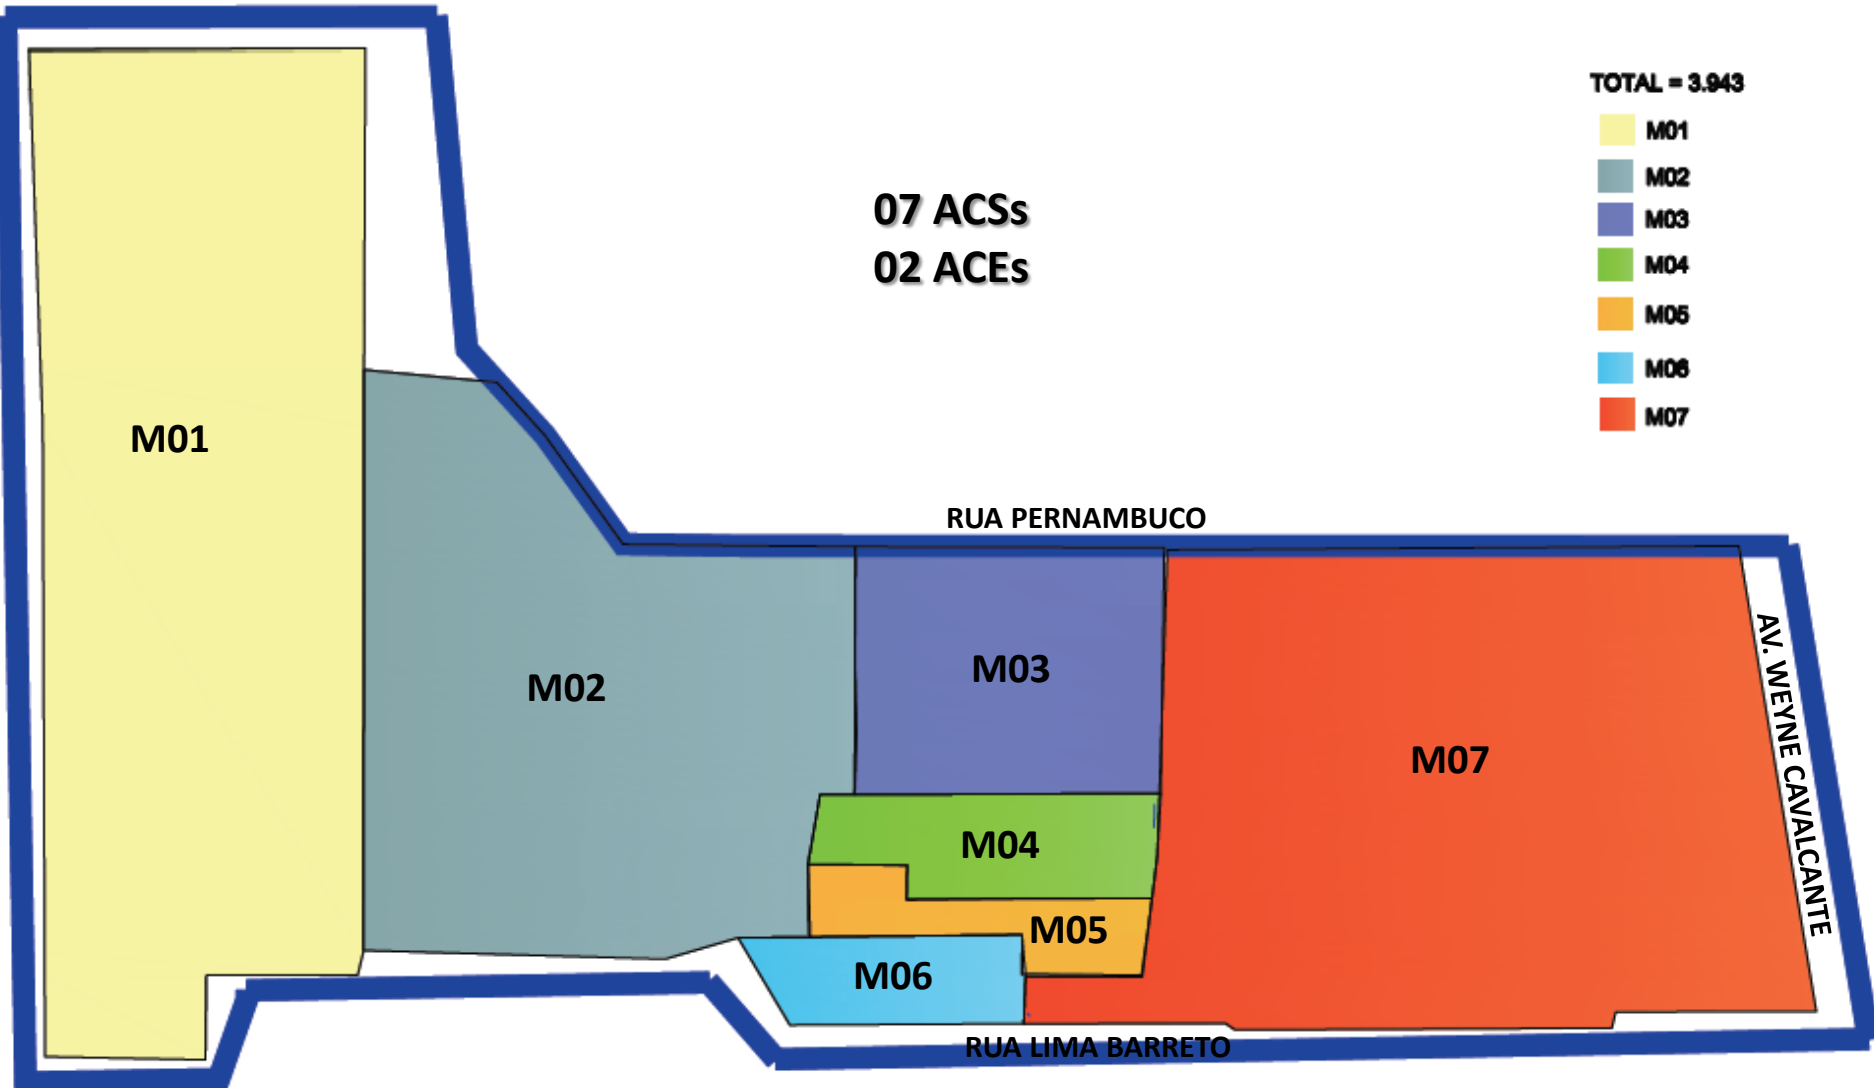 TOTAL = 3.943
M01
M02
M03
M04
M05
M06
M07
07 ACSs
02 ACEs
M01
RUA PERNAMBUCO
M02
M03
M07
AV. WEYNE CAVALCANTE
M04
M05
M06
RUA LIMA BARRETO